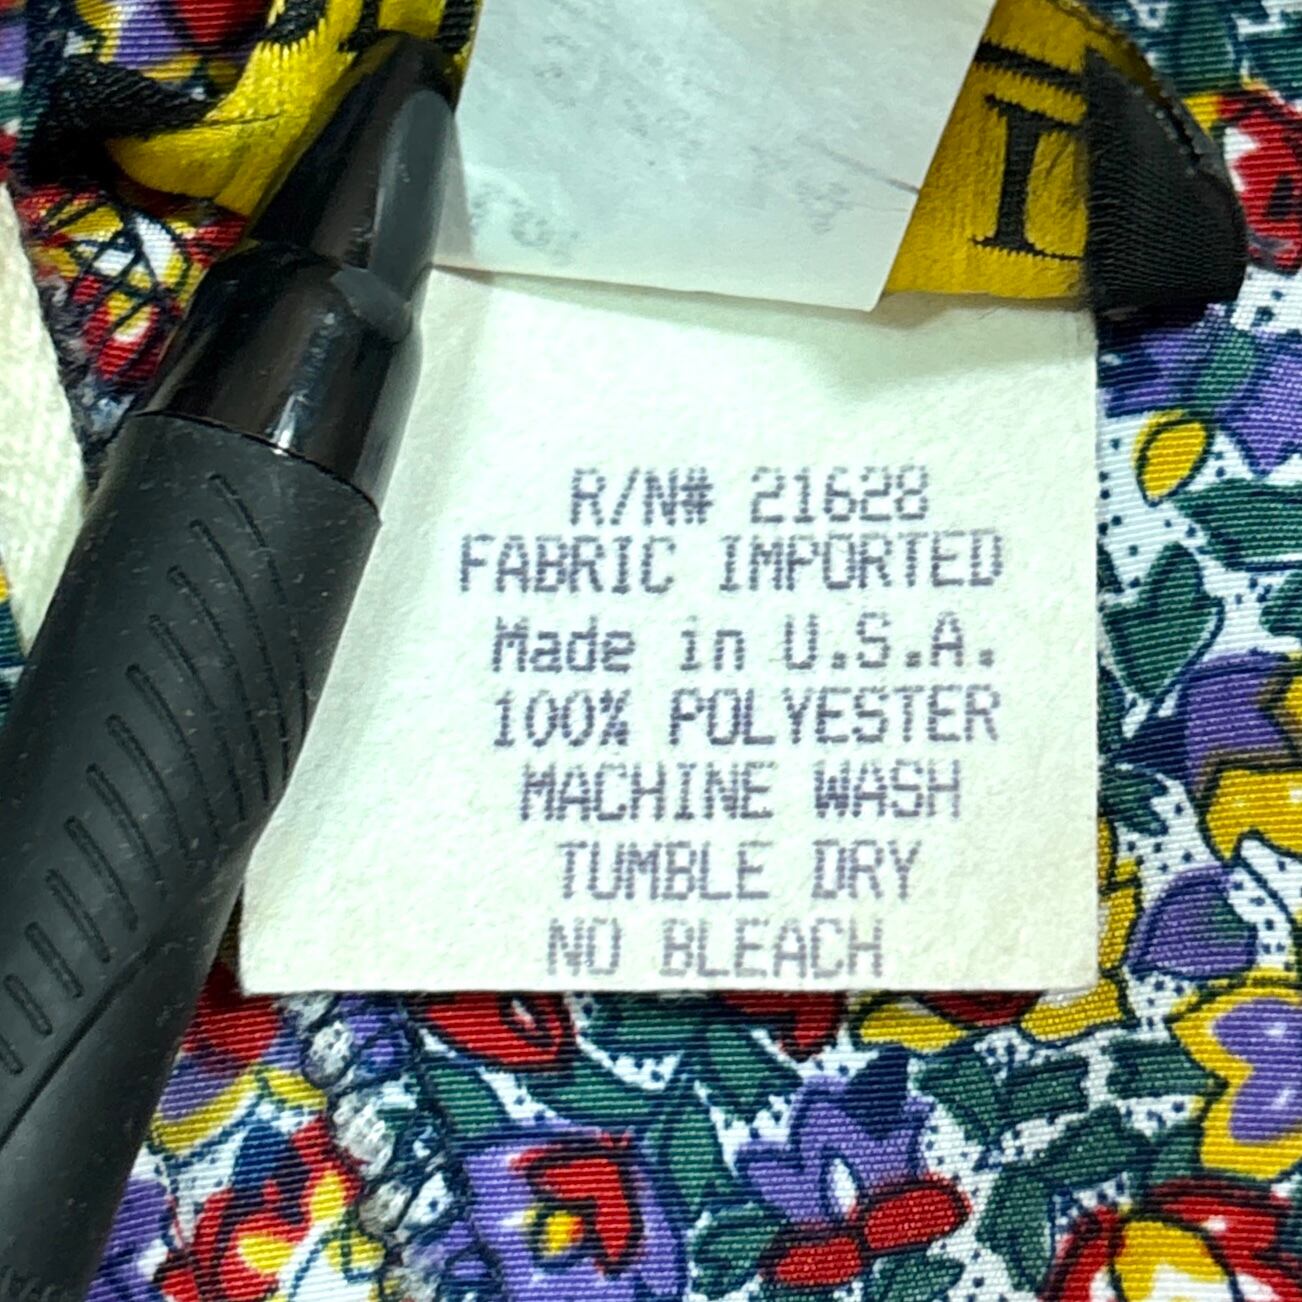 R/N# 21628
FABRIC IMPORTED
Made in U.S.A.
100% POLYESTER
MACHINE WASH
TUMBLE DRY
NO BLEACH